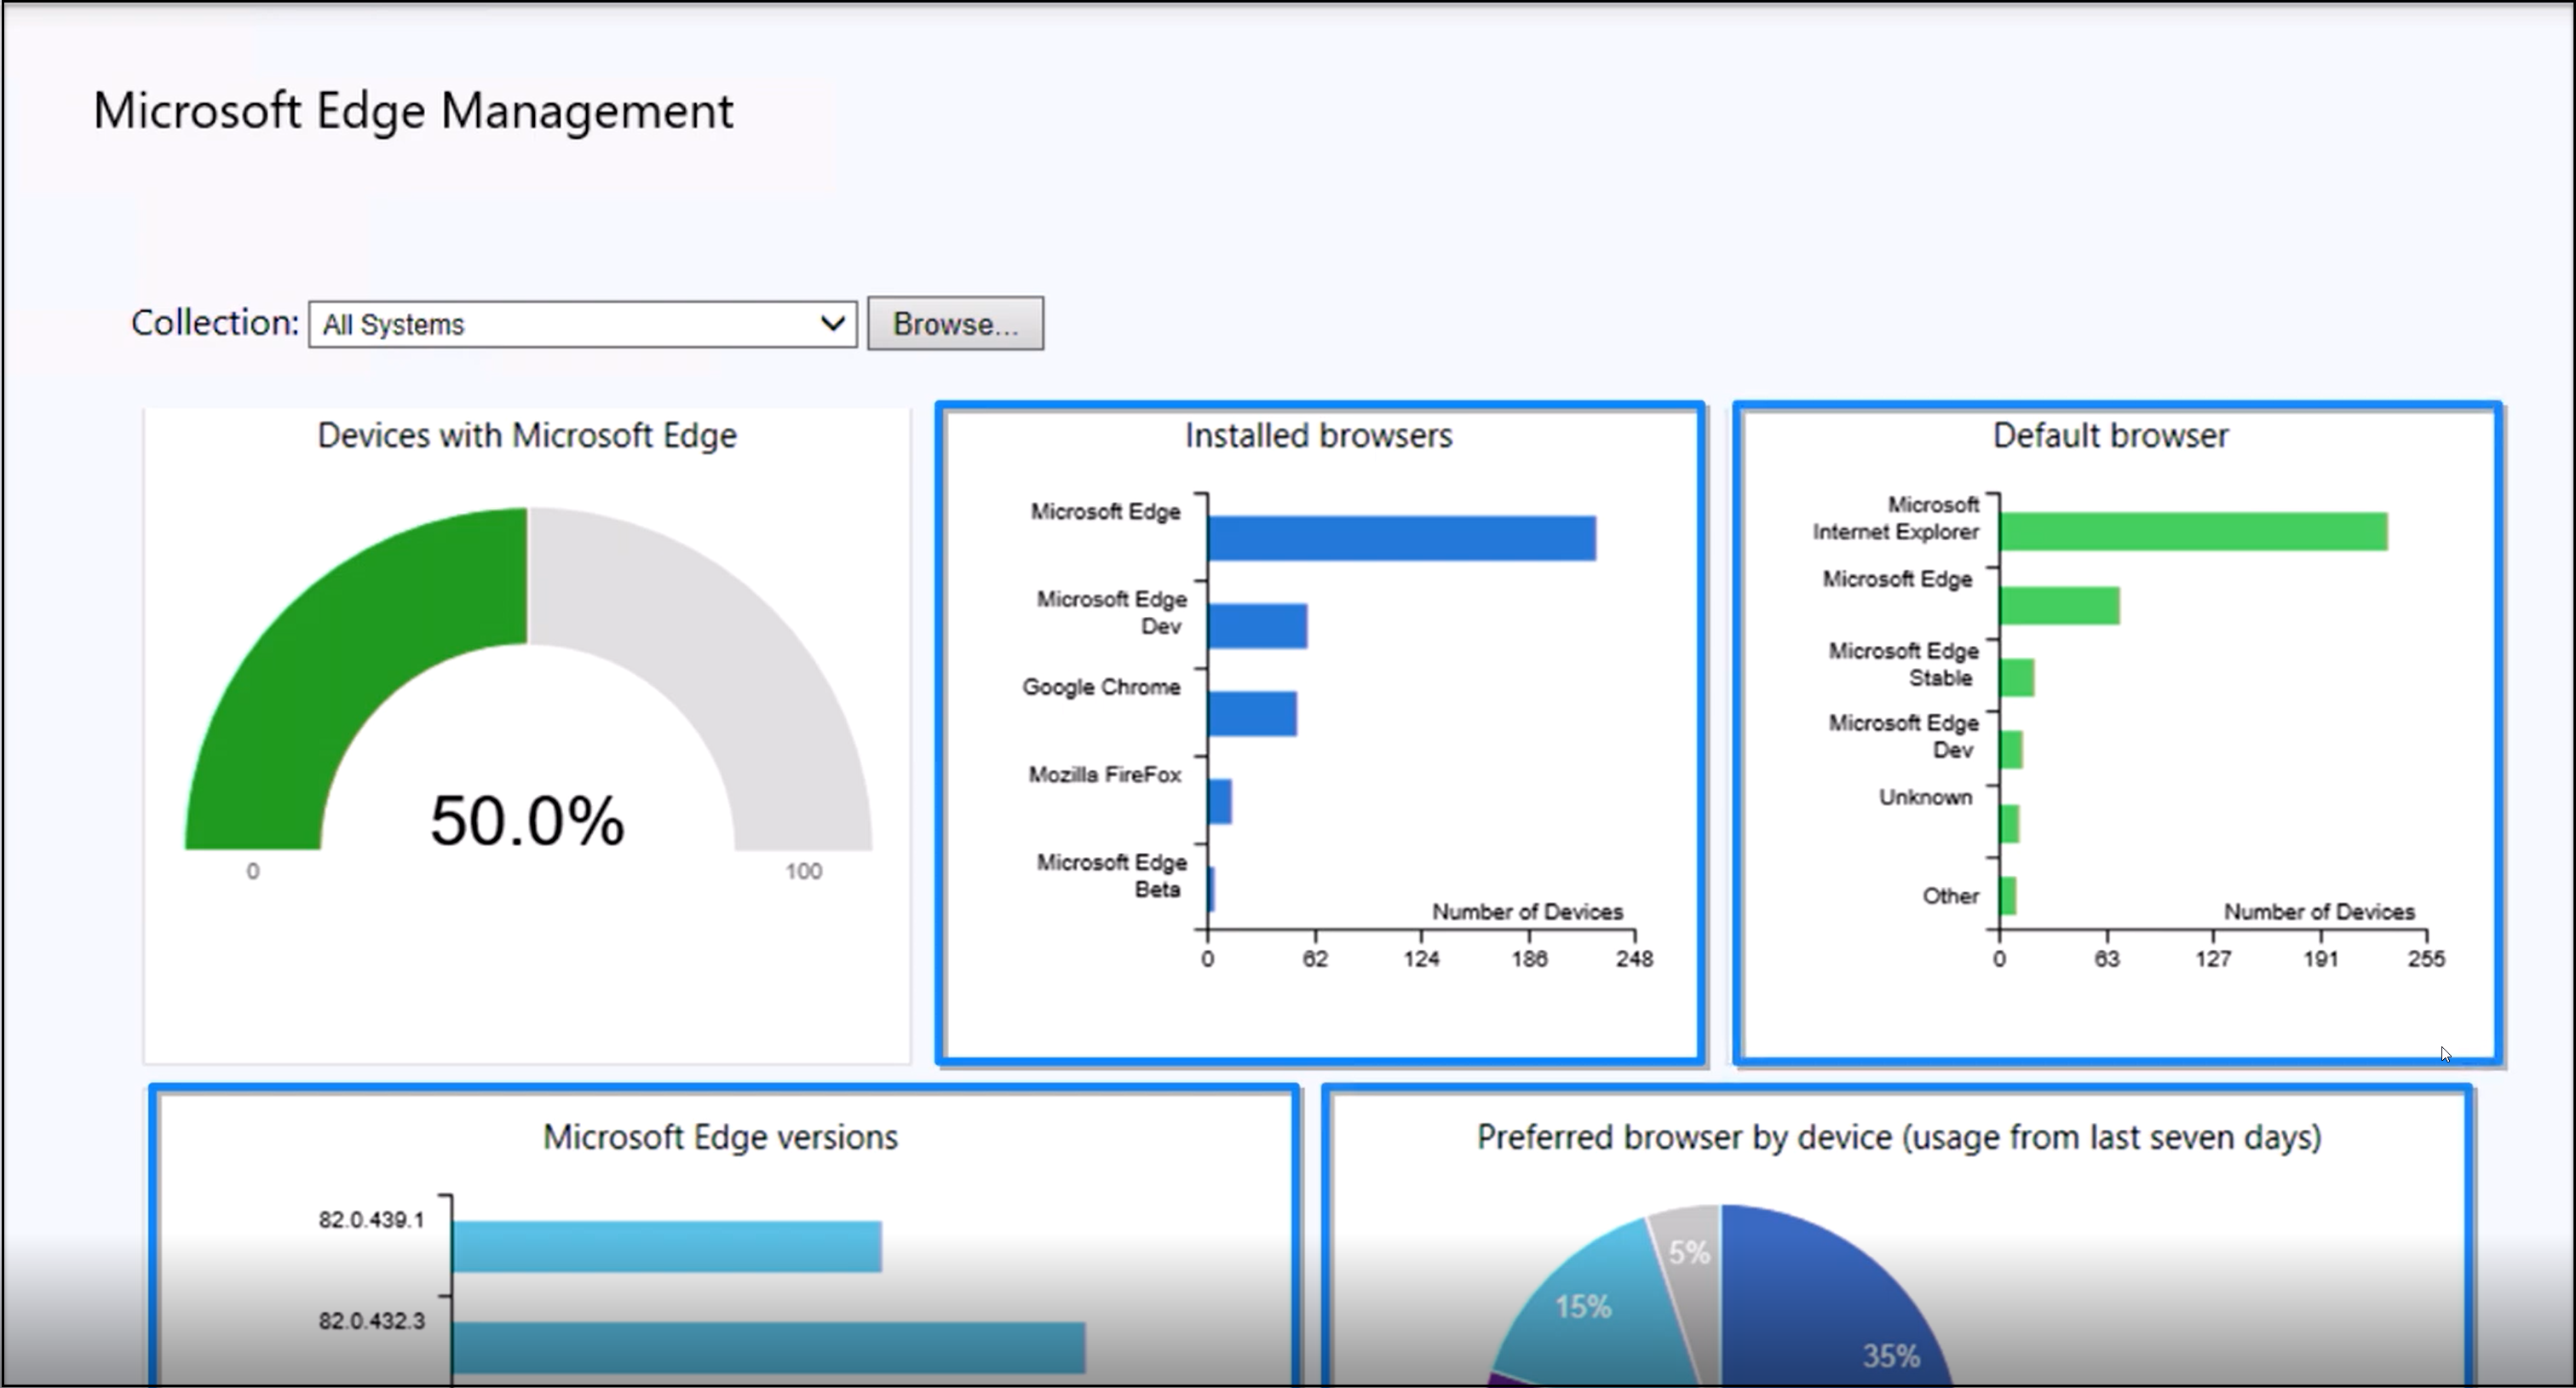 Microsoft Edge Management
Collection: All Systems Browse...
Devices with Microsoft Edge
50.0%
0 100
Installed browsers
Microsoft Edge
Microsoft Edge
Dev
Google Chrome
Mozilla FireFox
Microsoft Edge
Beta
Number of Devices
0 62 124 186 248
Default browser
Microsoft
Internet Explorer
Microsoft Edge
Microsoft Edge
Stable
Microsoft Edge
Dev
Unknown
Other
Number of Devices
0 63 127 191 255
Microsoft Edge versions
82.0.439.1
82.0.432.3
Preferred browser by device (usage from last seven days)
5%
15%
35%